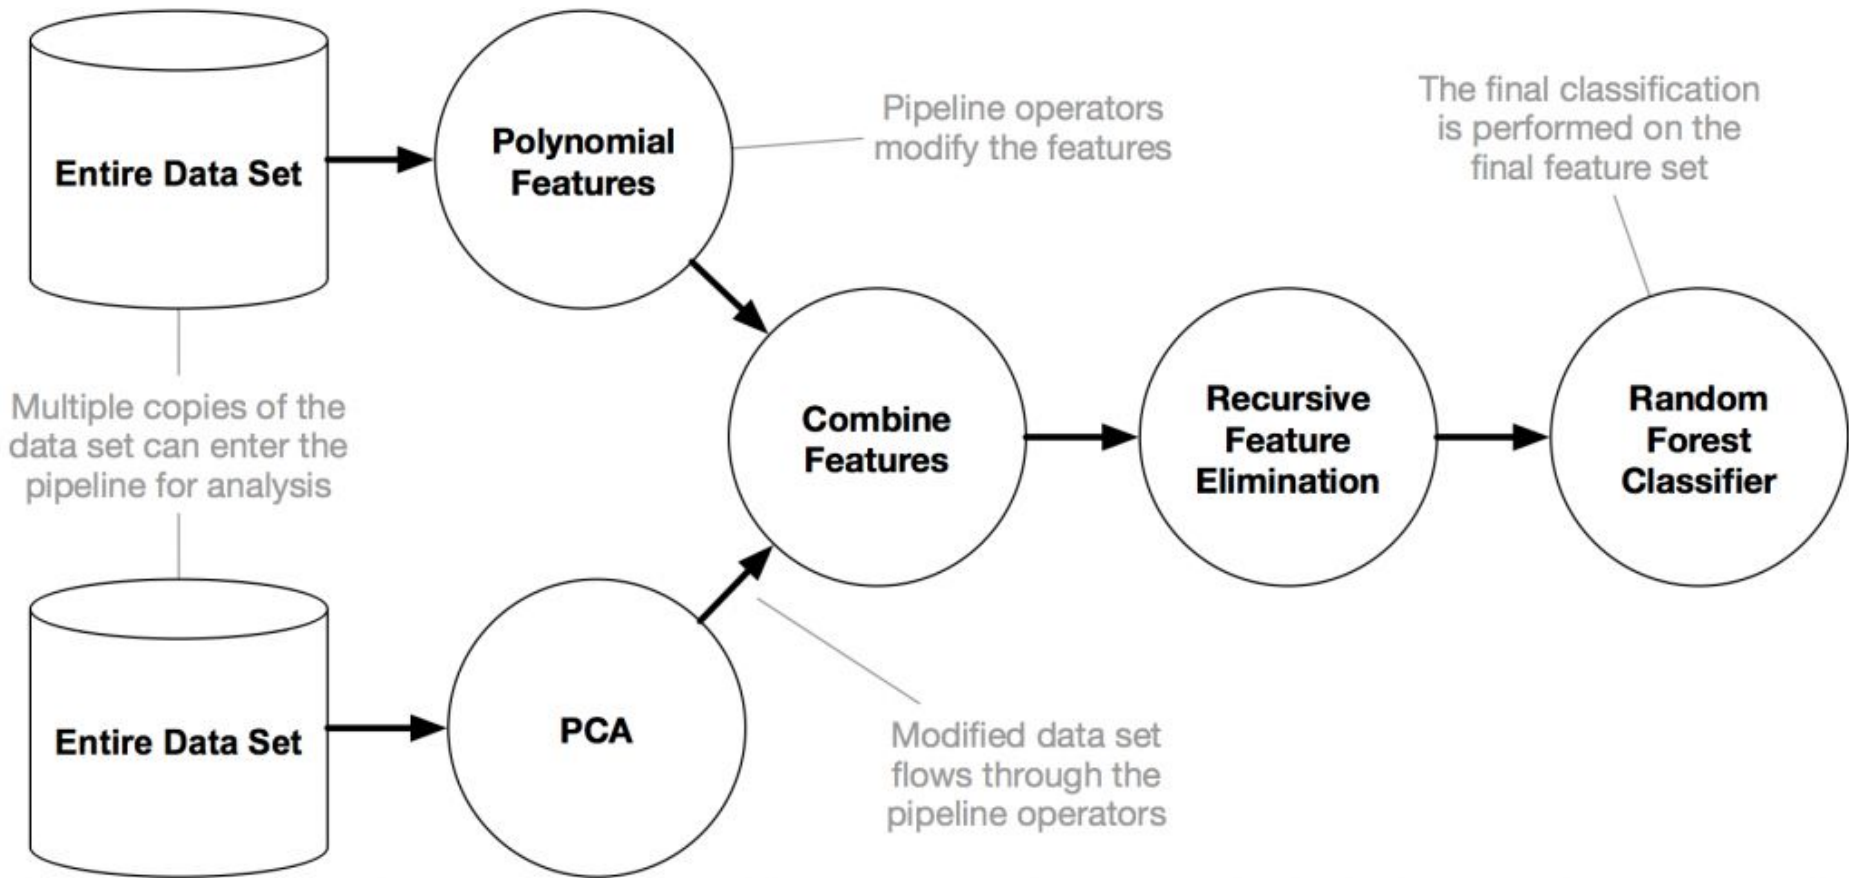 Entire Data Set
Polynomial
Features
Pipeline operators
modify the features
The final classification
is performed on the
final feature set
Multiple copies of the
data set can enter the
pipeline for analysis
Combine
Features
Recursive
Feature
Elimination
Random
Forest
Classifier
Entire Data Set
PCA
Modified data set
flows through the
pipeline operators